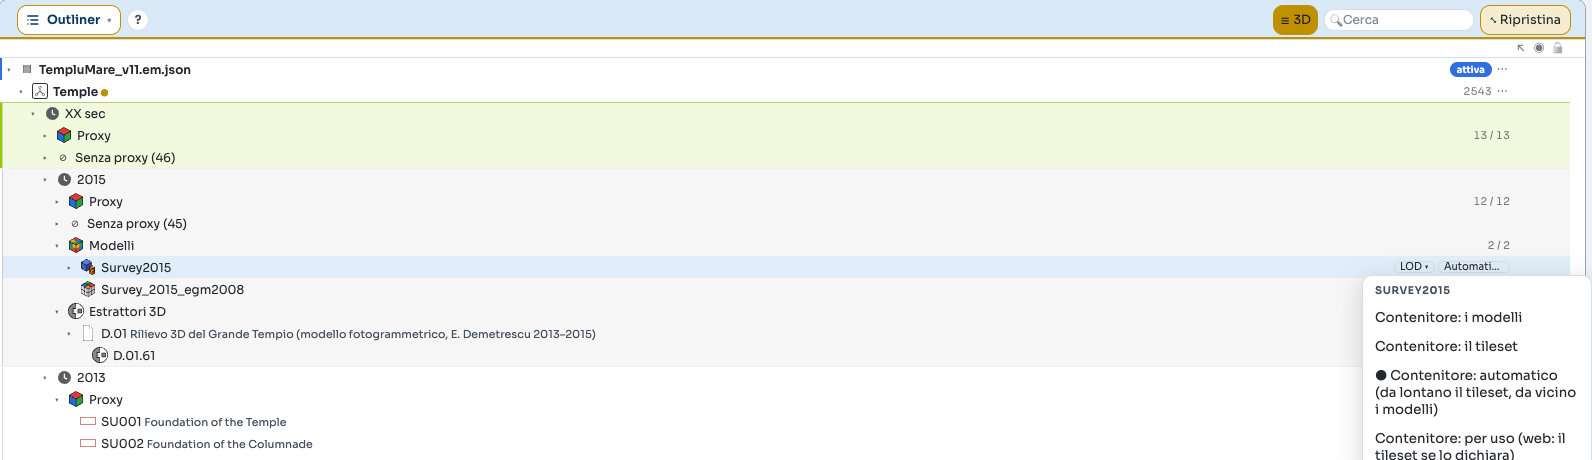 Outliner ?
3D
Cerca
Ripristina
TempluMare_v11.em.json
attiva ...
Temple
2543 ...
XX sec
Proxy
13 / 13
Senza proxy (46)
2015
Proxy
12 / 12
Senza proxy (45)
Modelli
2 / 2
Survey2015
LOD
Automati...
Survey_2015_egm2008
Estrattori 3D
D.01 Rilievo 3D del Grande Tempio (modello fotogrammetrico, E. Demetrescu 2013–2015)
D.01.61
2013
Proxy
SU001 Foundation of the Temple
SU002 Foundation of the Columnade
SURVEY2015
Contenitore: i modelli
Contenitore: il tileset
● Contenitore: automatico
(da lontano il tileset, da vicino
i modelli)
Contenitore: per uso (web: il
tileset se lo dichiara)